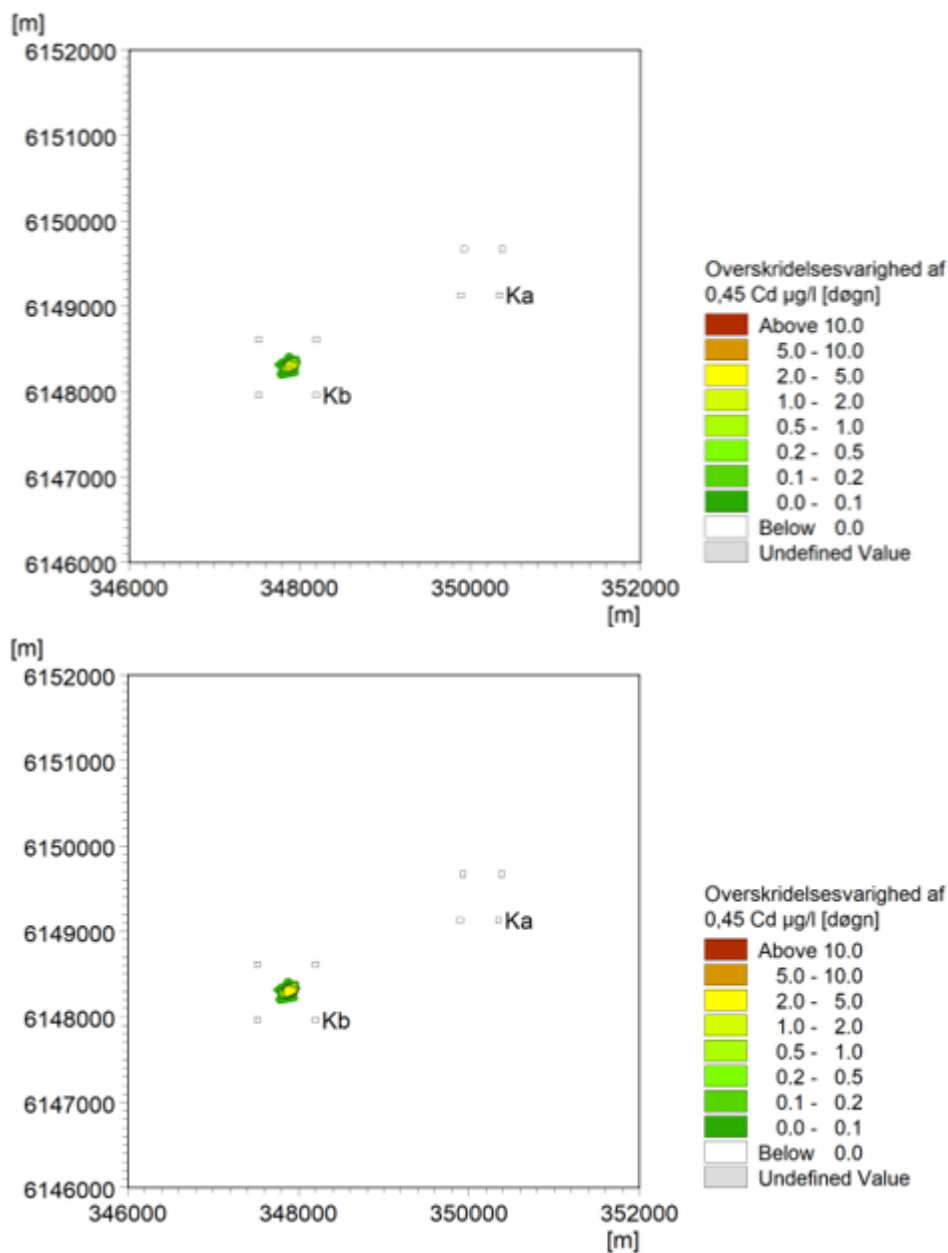 [m]
6152000
6151000
6150000
6149000
6148000
6147000
6146000
346000 348000 350000 352000
[m]
Ka
Kb
Overskridelsesvarighed af
0,45 Cd µg/l [døgn]
Above 10.0
5.0 - 10.0
2.0 - 5.0
1.0 - 2.0
0.5 - 1.0
0.2 - 0.5
0.1 - 0.2
0.0 - 0.1
Below 0.0
Undefined Value
[m]
6152000
6151000
6150000
6149000
6148000
6147000
6146000
346000 348000 350000 352000
[m]
Ka
Kb
Overskridelsesvarighed af
0,45 Cd µg/l [døgn]
Above 10.0
5.0 - 10.0
2.0 - 5.0
1.0 - 2.0
0.5 - 1.0
0.2 - 0.5
0.1 - 0.2
0.0 - 0.1
Below 0.0
Undefined Value